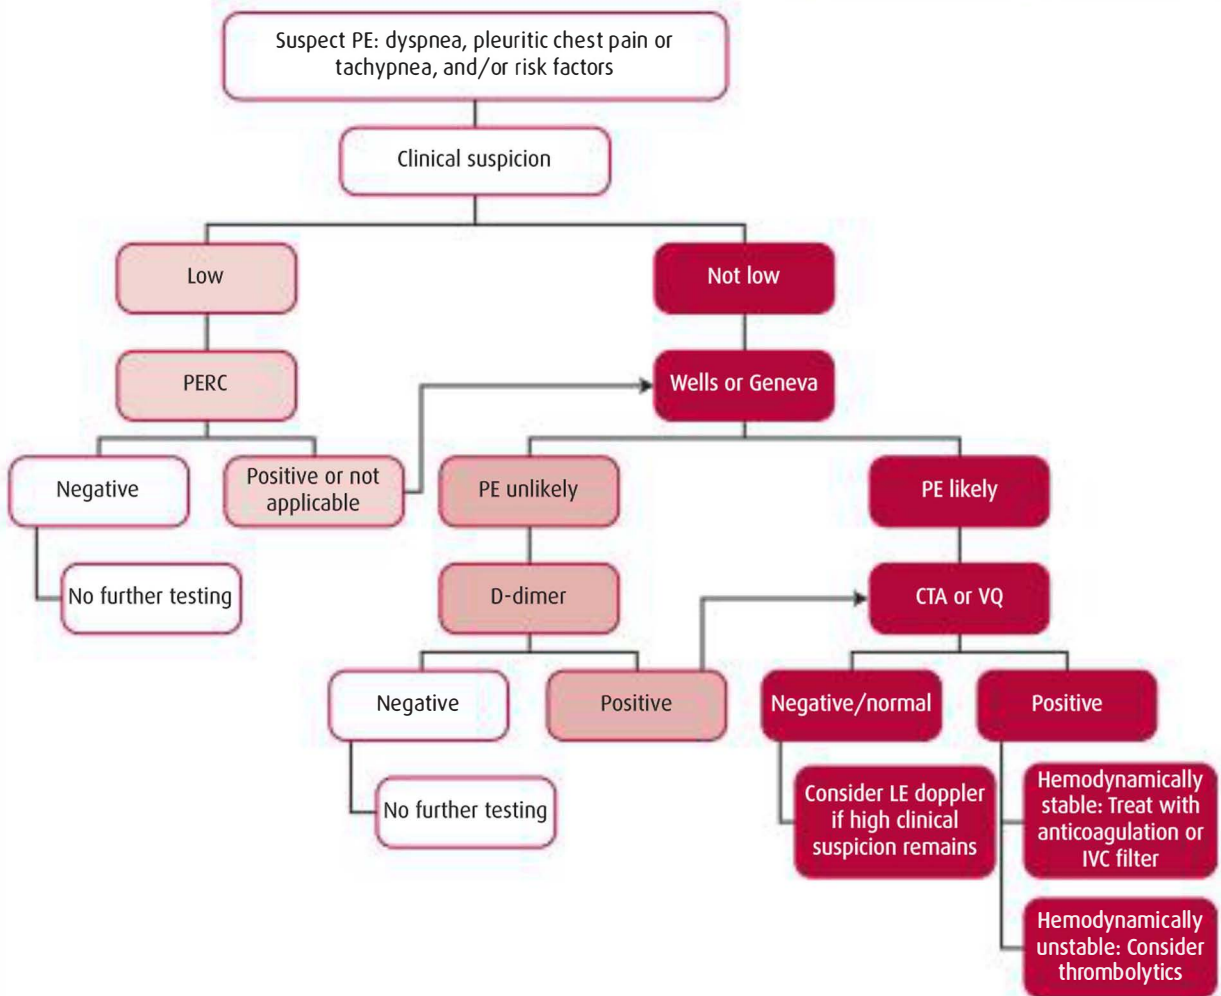 Suspect PE: dyspnea, pleuritic chest pain or
tachypnea, and/or risk factors
Clinical suspicion
Low
Not low
PERC
Wells or Geneva
Negative
Positive or not
applicable
PE unlikely
PE likely
No further testing
D-dimer
CTA or VQ
Negative
Positive
Negative/normal
Positive
No further testing
Consider LE doppler
if high clinical
suspicion remains
Hemodynamically
stable: Treat with
anticoagulation or
IVC filter
Hemodynamically
unstable: Consider
thrombolytics